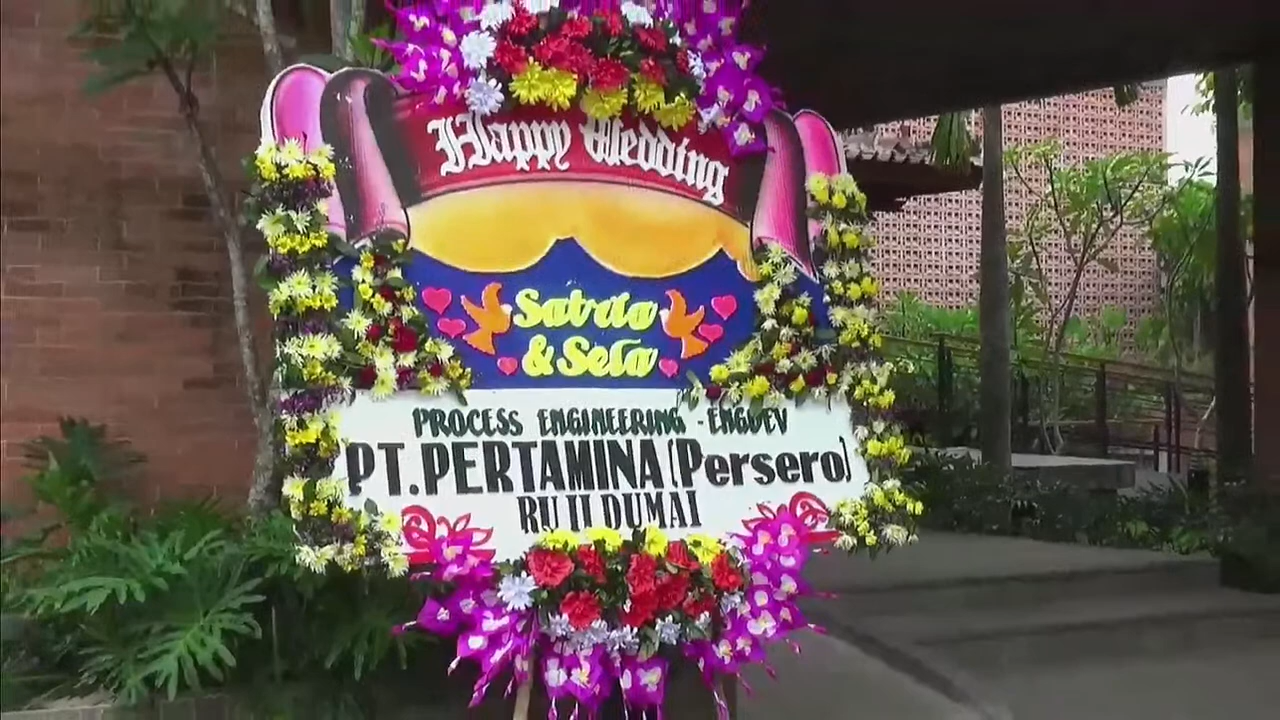 Happy Wedding
Satria
& Sela
PROCESS ENGINEERING - ENGDEV
PT. PERTAMINA (Persero)
RU II DUMAI